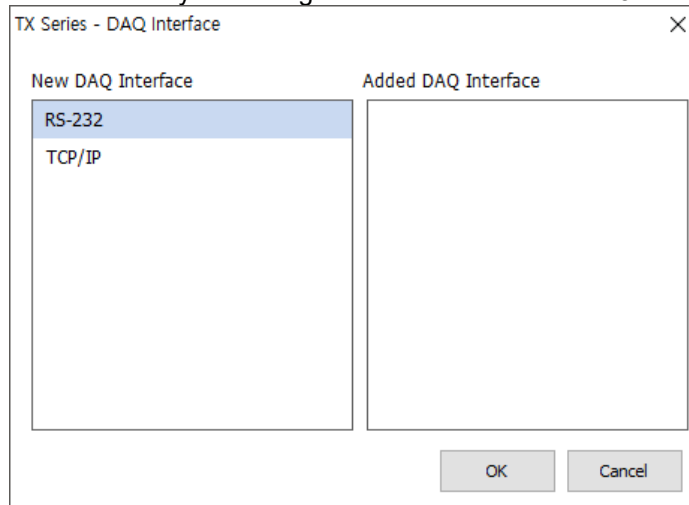 TX Series - DAQ Interface
New DAQ Interface
Added DAQ Interface
RS-232
TCP/IP
OK
Cancel